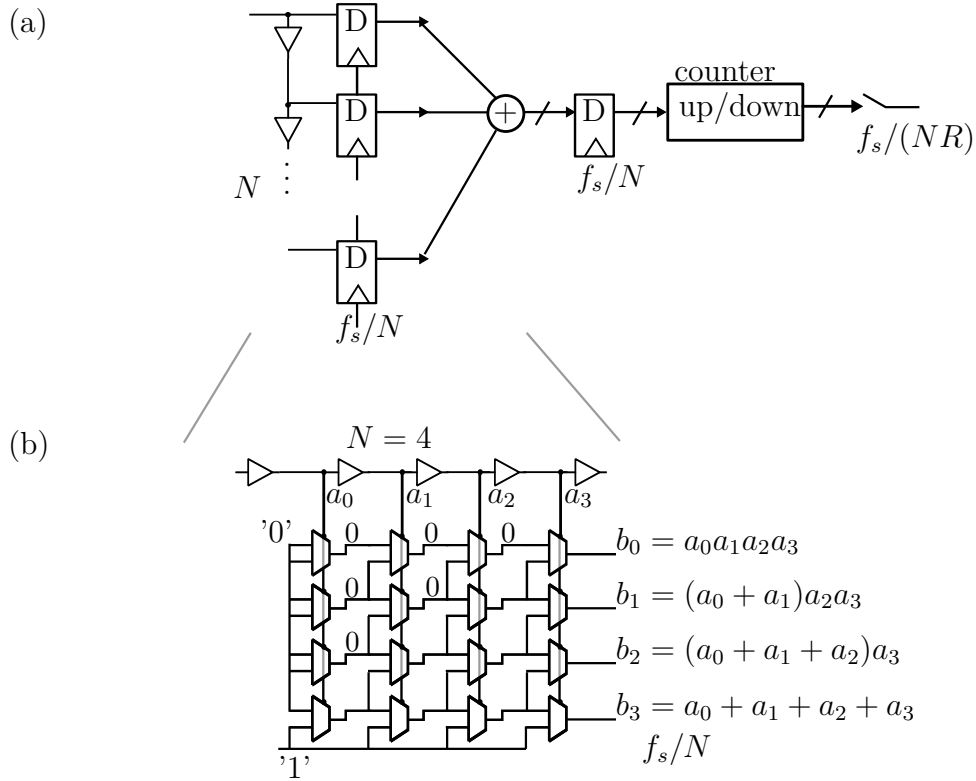 (a)
D
D
D
N
⋮
f_s/N
+
D
f_s/N
counter
up/down
f_s/(NR)
(b)
N = 4
a_0 a_1 a_2 a_3
'0'
0 0 0
b_0 = a_0a_1a_2a_3
0 0
b_1 = (a_0 + a_1)a_2a_3
0
b_2 = (a_0 + a_1 + a_2)a_3
b_3 = a_0 + a_1 + a_2 + a_3
f_s/N
'1'